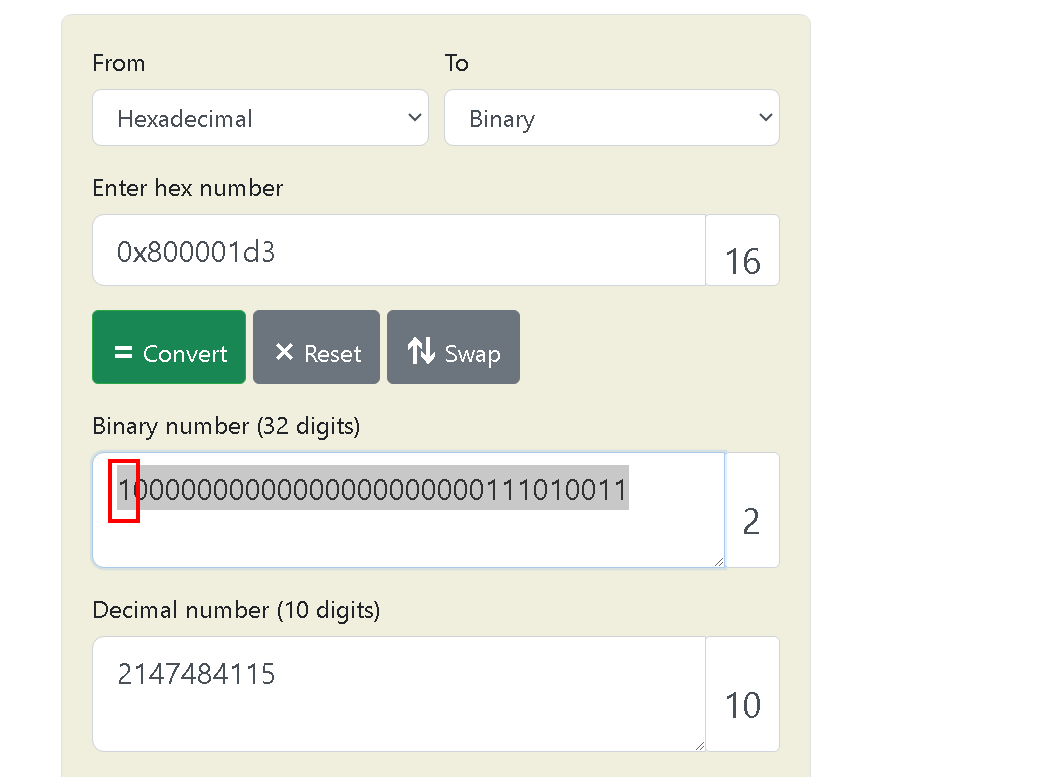 From To
Hexadecimal Binary
Enter hex number
0x800001d3 16
= Convert × Reset ⇅ Swap
Binary number (32 digits)
10000000000000000000000111010011 2
Decimal number (10 digits)
2147484115 10